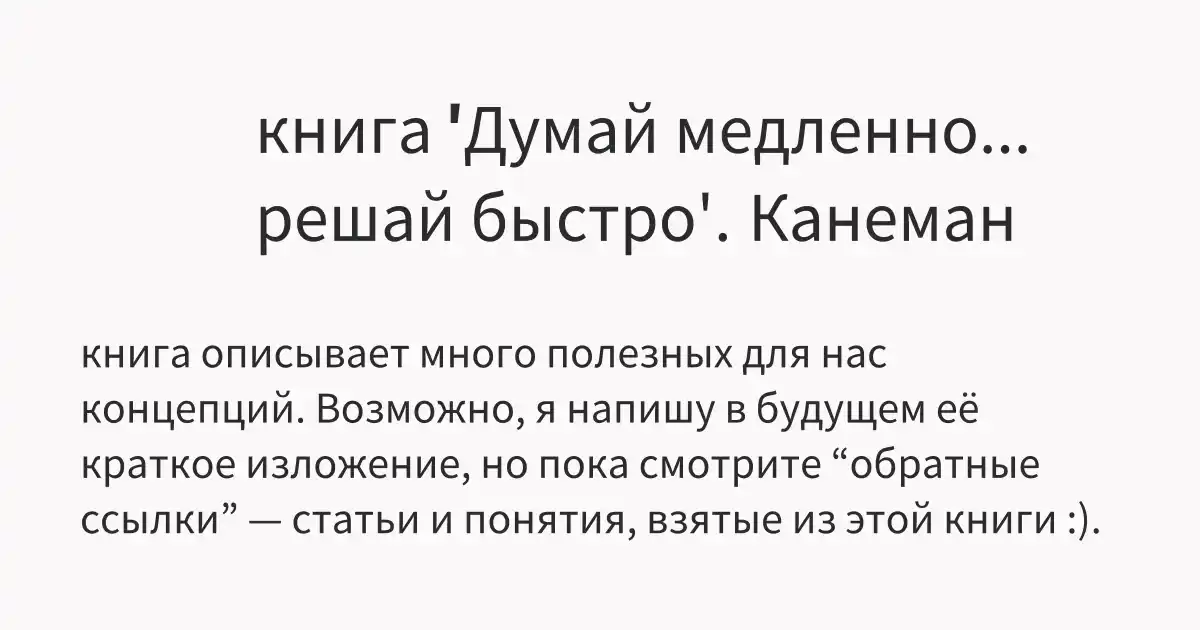 книга 'Думай медленно...
решай быстро'. Канеман
книга описывает много полезных для нас
концепций. Возможно, я напишу в будущем её
краткое изложение, но пока смотрите “обратные
ссылки” — статьи и понятия, взятые из этой книги :).